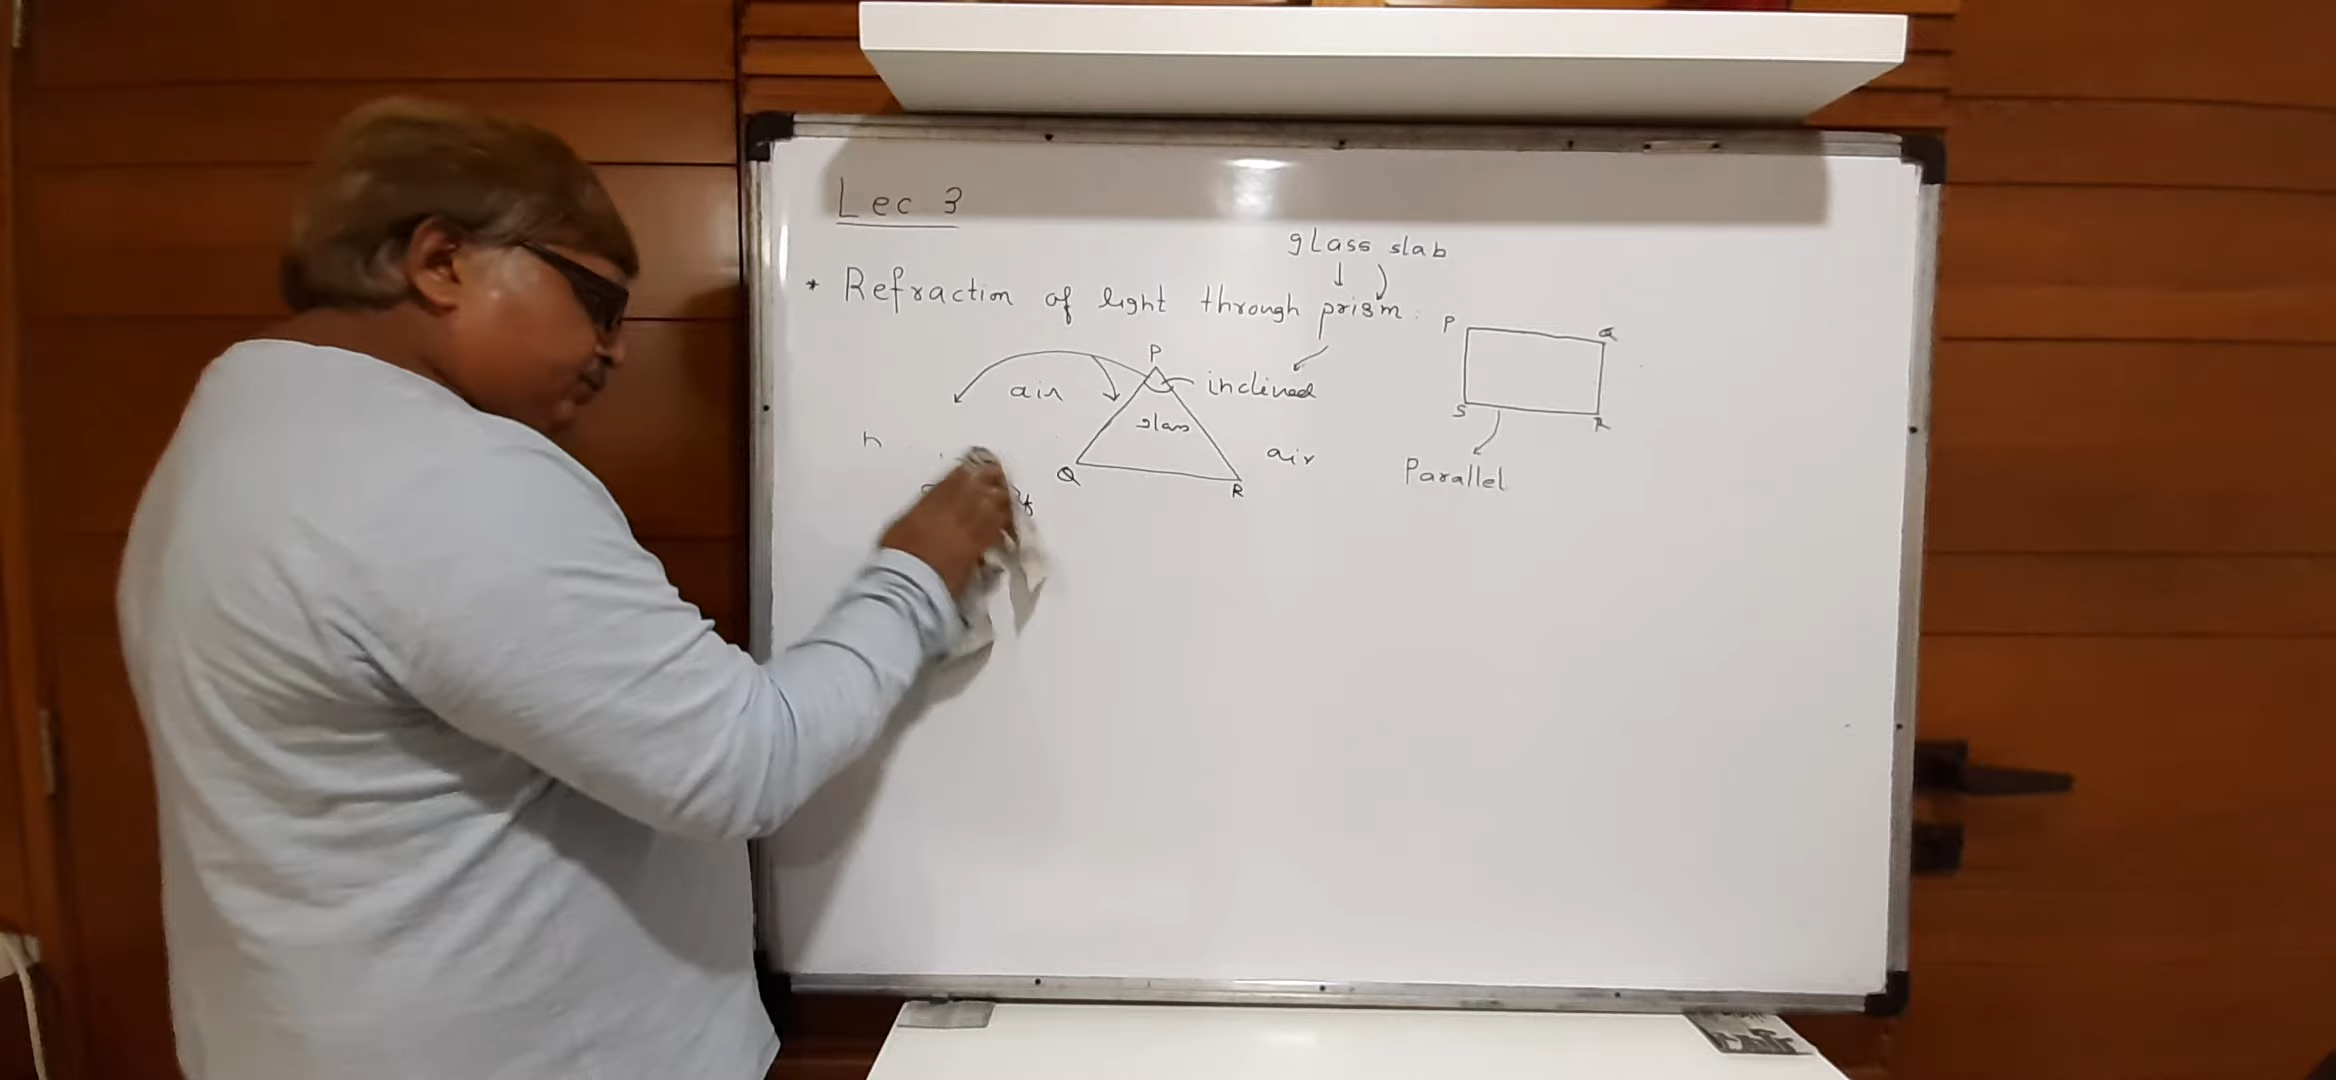 Lec 3
glass slab
* Refraction of light through prism.
P
air
inclined
glass
air
Q
R
P
Q
S
R
Parallel
n